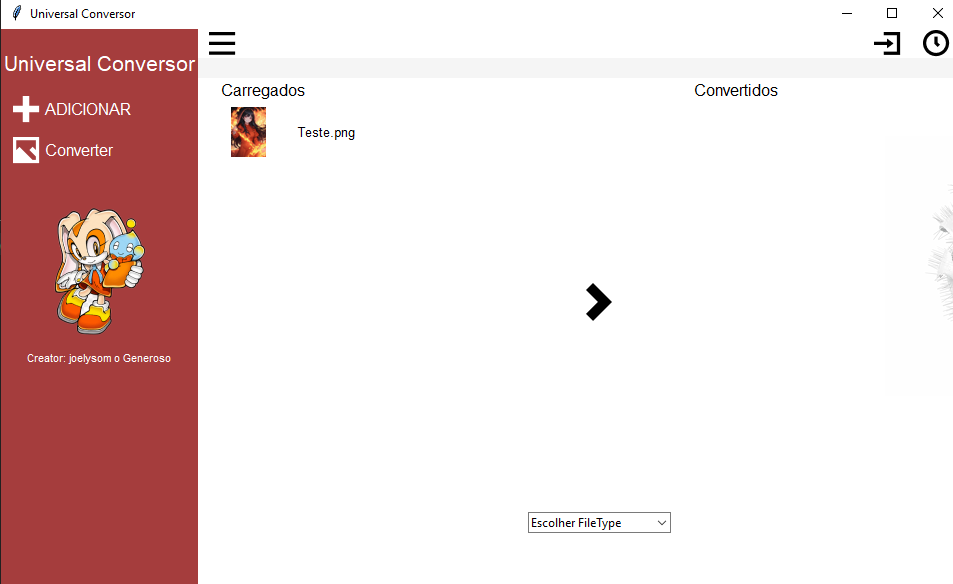 Universal Conversor
Universal Conversor
ADICIONAR
Converter
Creator: joelysom o Generoso
Carregados
Convertidos
Teste.png
Escolher FileType